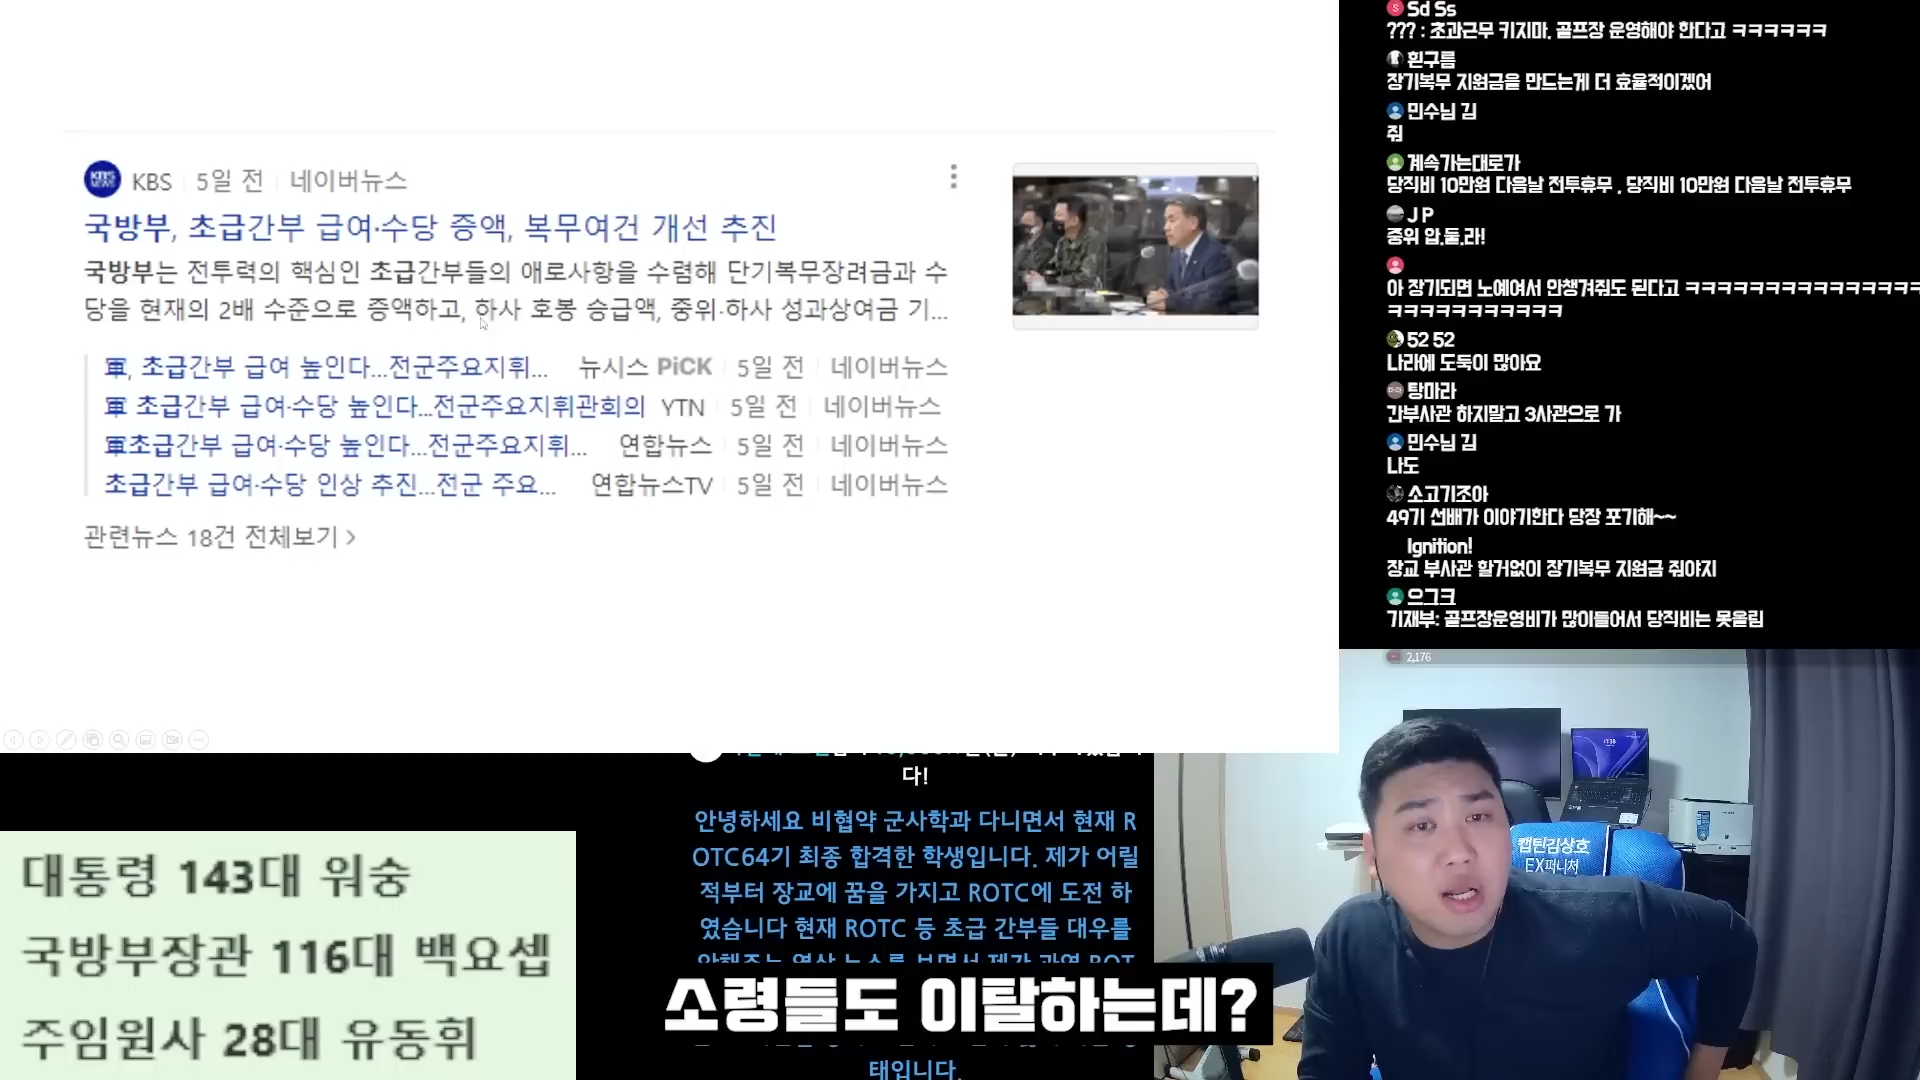 KBS NEWS KBS 5일 전 네이버뉴스
국방부, 초급간부 급여·수당 증액, 복무여건 개선 추진
국방부는 전투력의 핵심인 초급간부들의 애로사항을 수렴해 단기복무장려금과 수
당을 현재의 2배 수준으로 증액하고, 하사 호봉 승급액, 중위·하사 성과상여금 기...
軍, 초급간부 급여 높인다...전군주요지휘... 뉴시스 PiCK 5일 전 네이버뉴스
軍 초급간부 급여·수당 높인다...전군주요지휘관회의 YTN 5일 전 네이버뉴스
軍초급간부 급여·수당 높인다...전군주요지휘... 연합뉴스 5일 전 네이버뉴스
초급간부 급여·수당 인상 추진...전군 주요... 연합뉴스TV 5일 전 네이버뉴스
관련뉴스 18건 전체보기 >
S Sd Ss
??? : 초과근무 키지마. 골프장 운영해야 한다고 ㅋㅋㅋㅋㅋㅋ
흰구름
장기복무 지원금을 만드는게 더 효율적이겠어
민수님 김
줘
계속가는대로가
당직비 10만원 다음날 전투휴무 . 당직비 10만원 다음날 전투휴무
J P
중위 압.둘.라!
아 장기되면 노예여서 안챙겨줘도 된다고 ㅋㅋㅋㅋㅋㅋㅋㅋㅋㅋㅋㅋㅋㅋㅋ
ㅋㅋㅋㅋㅋㅋㅋㅋㅋㅋㅋ
52 52
나라에 도둑이 많아요
탕마라
간부사관 하지말고 3사관으로 가
민수님 김
나도
소고기조아
49기 선배가 이야기한다 당장 포기해~~
Ignition!
장교 부사관 할거없이 장기복무 지원금 줘야지
으그크
기재부: 골프장운영비가 많이들어서 당직비는 못올림
2,176
다!
안녕하세요 비협약 군사학과 다니면서 현재 R
OTC64기 최종 합격한 학생입니다. 제가 어릴
적부터 장교에 꿈을 가지고 ROTC에 도전 하
였습니다 현재 ROTC 등 초급 간부들 대우를
태입니다.
소령들도 이탈하는데?
대통령 143대 워숭
국방부장관 116대 백요셉
주임원사 28대 유동휘
캡틴김상호
EX퍼니처